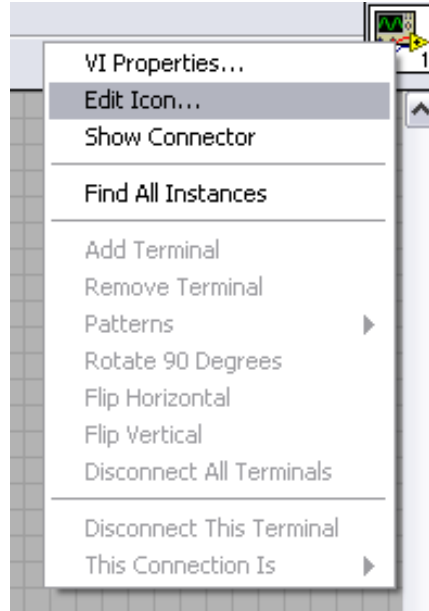 1
VI Properties...
Edit Icon...
Show Connector
Find All Instances
Add Terminal
Remove Terminal
Patterns
Rotate 90 Degrees
Flip Horizontal
Flip Vertical
Disconnect All Terminals
Disconnect This Terminal
This Connection Is